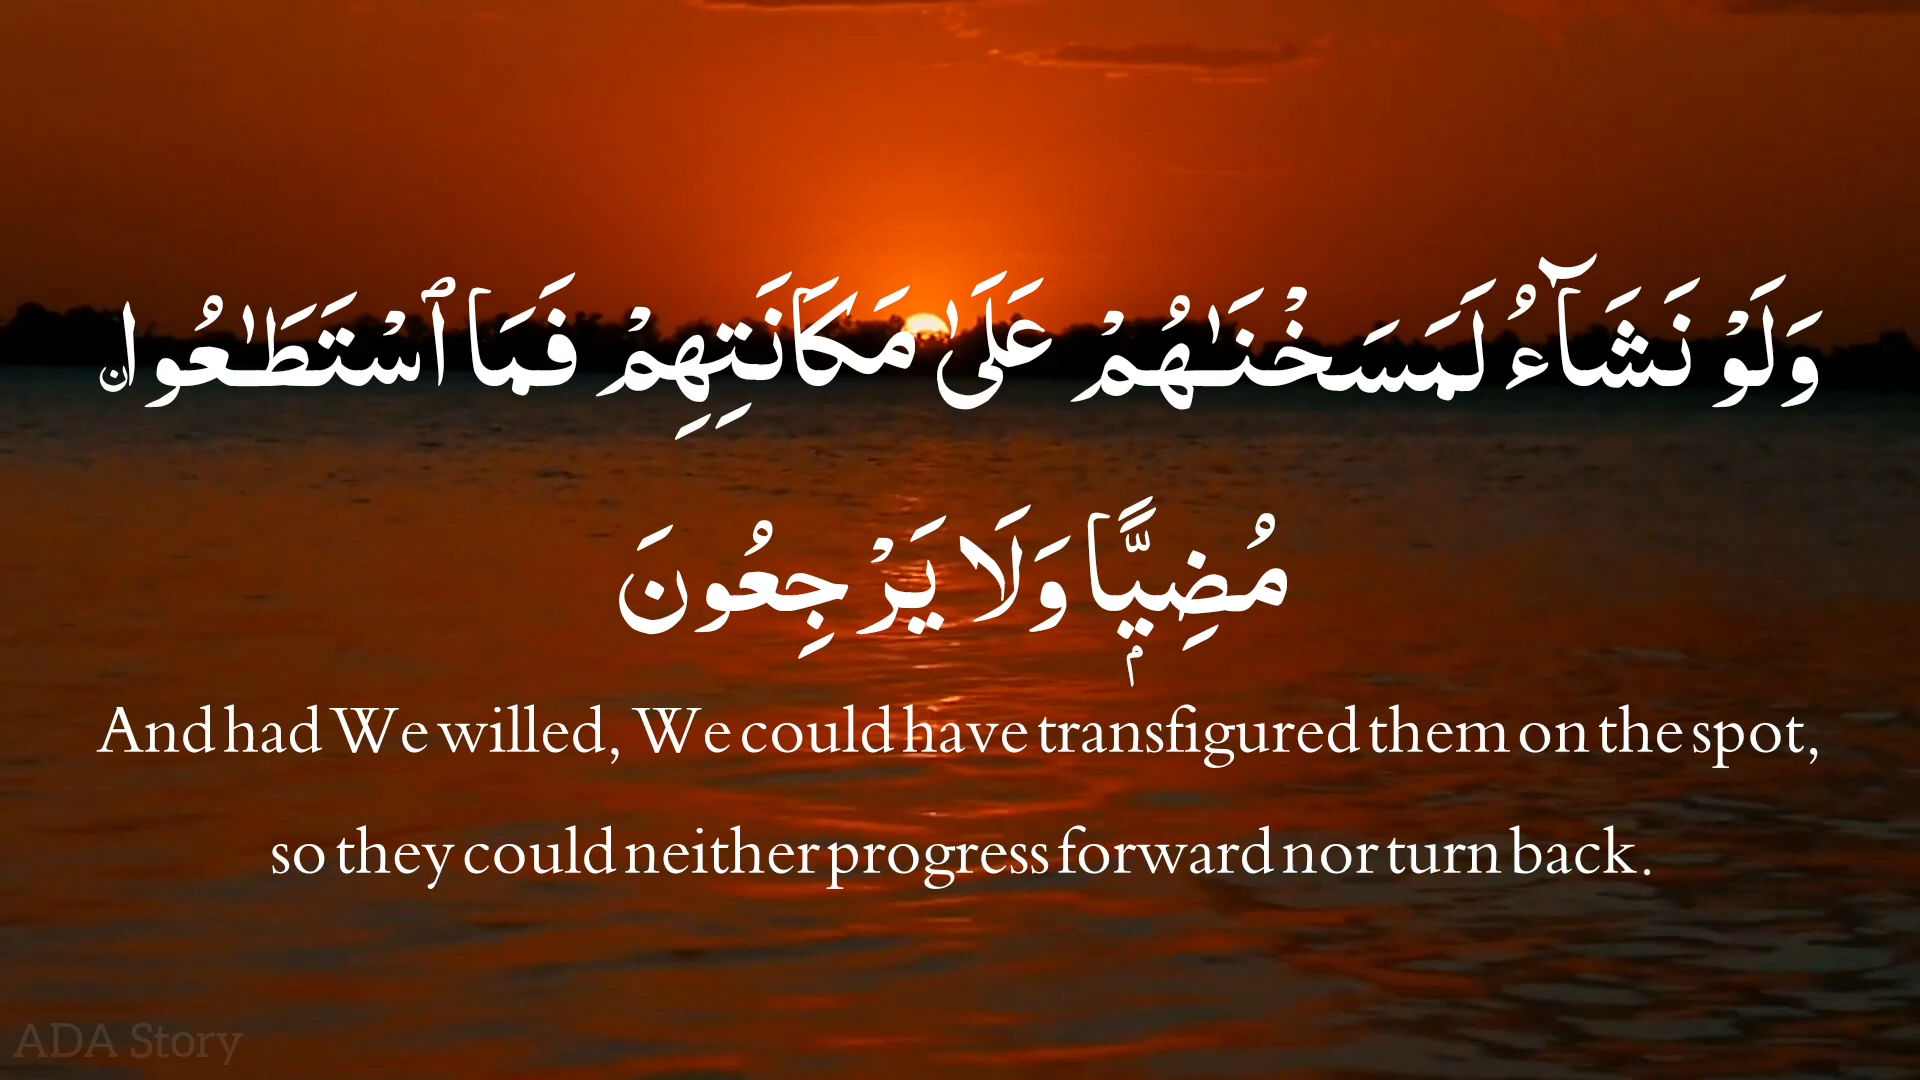 وَلَوْ نَشَآءُ لَمَسَخْنَـٰهُمْ عَلَىٰ مَكَانَتِهِمْ فَمَا ٱسْتَطَـٰعُوا۟
مُضِيًّۭا وَلَا يَرْجِعُونَ
And had We willed, We could have transfigured them on the spot,
so they could neither progress forward nor turn back.
ADA Story